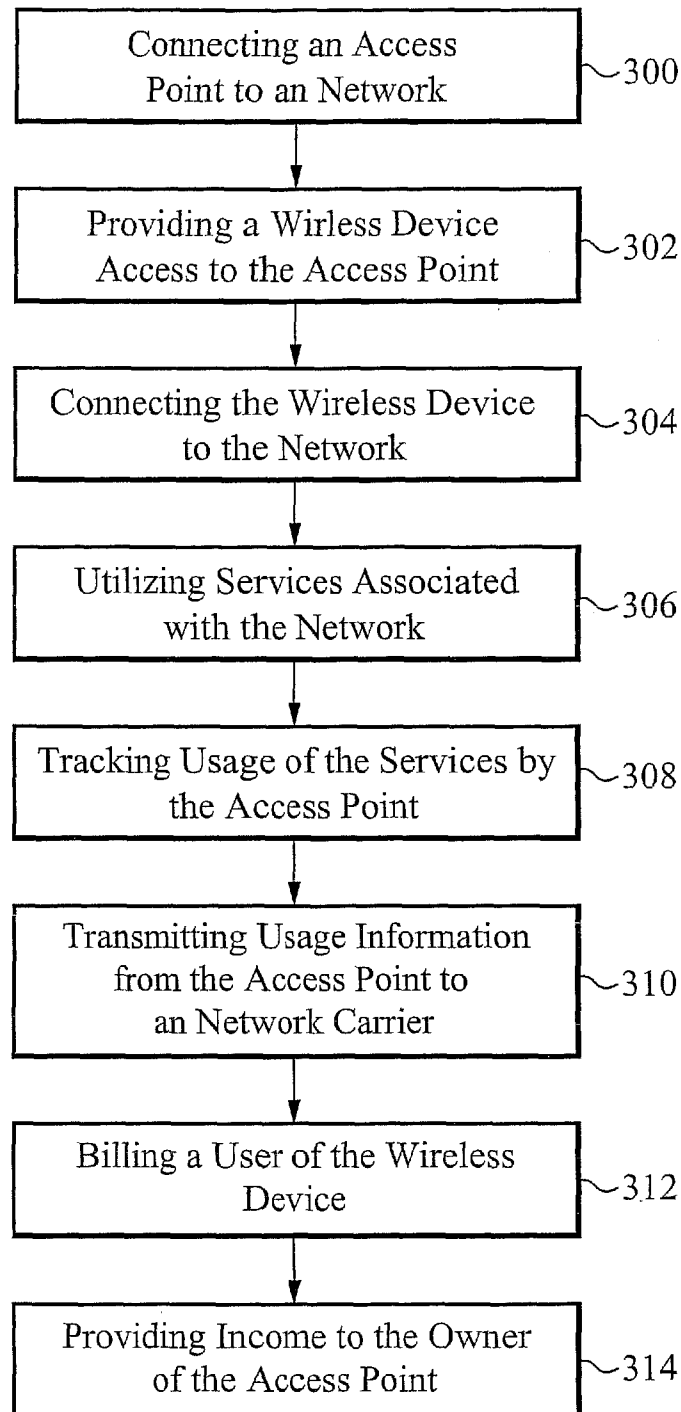 Connecting an Access
Point to an Network
300
Providing a Wirless Device
Access to the Access Point
302
Connecting the Wireless Device
to the Network
304
Utilizing Services Associated
with the Network
306
Tracking Usage of the Services by
the Access Point
308
Transmitting Usage Information
from the Access Point to
an Network Carrier
310
Billing a User of the Wireless
Device
312
Providing Income to the Owner
of the Access Point
314